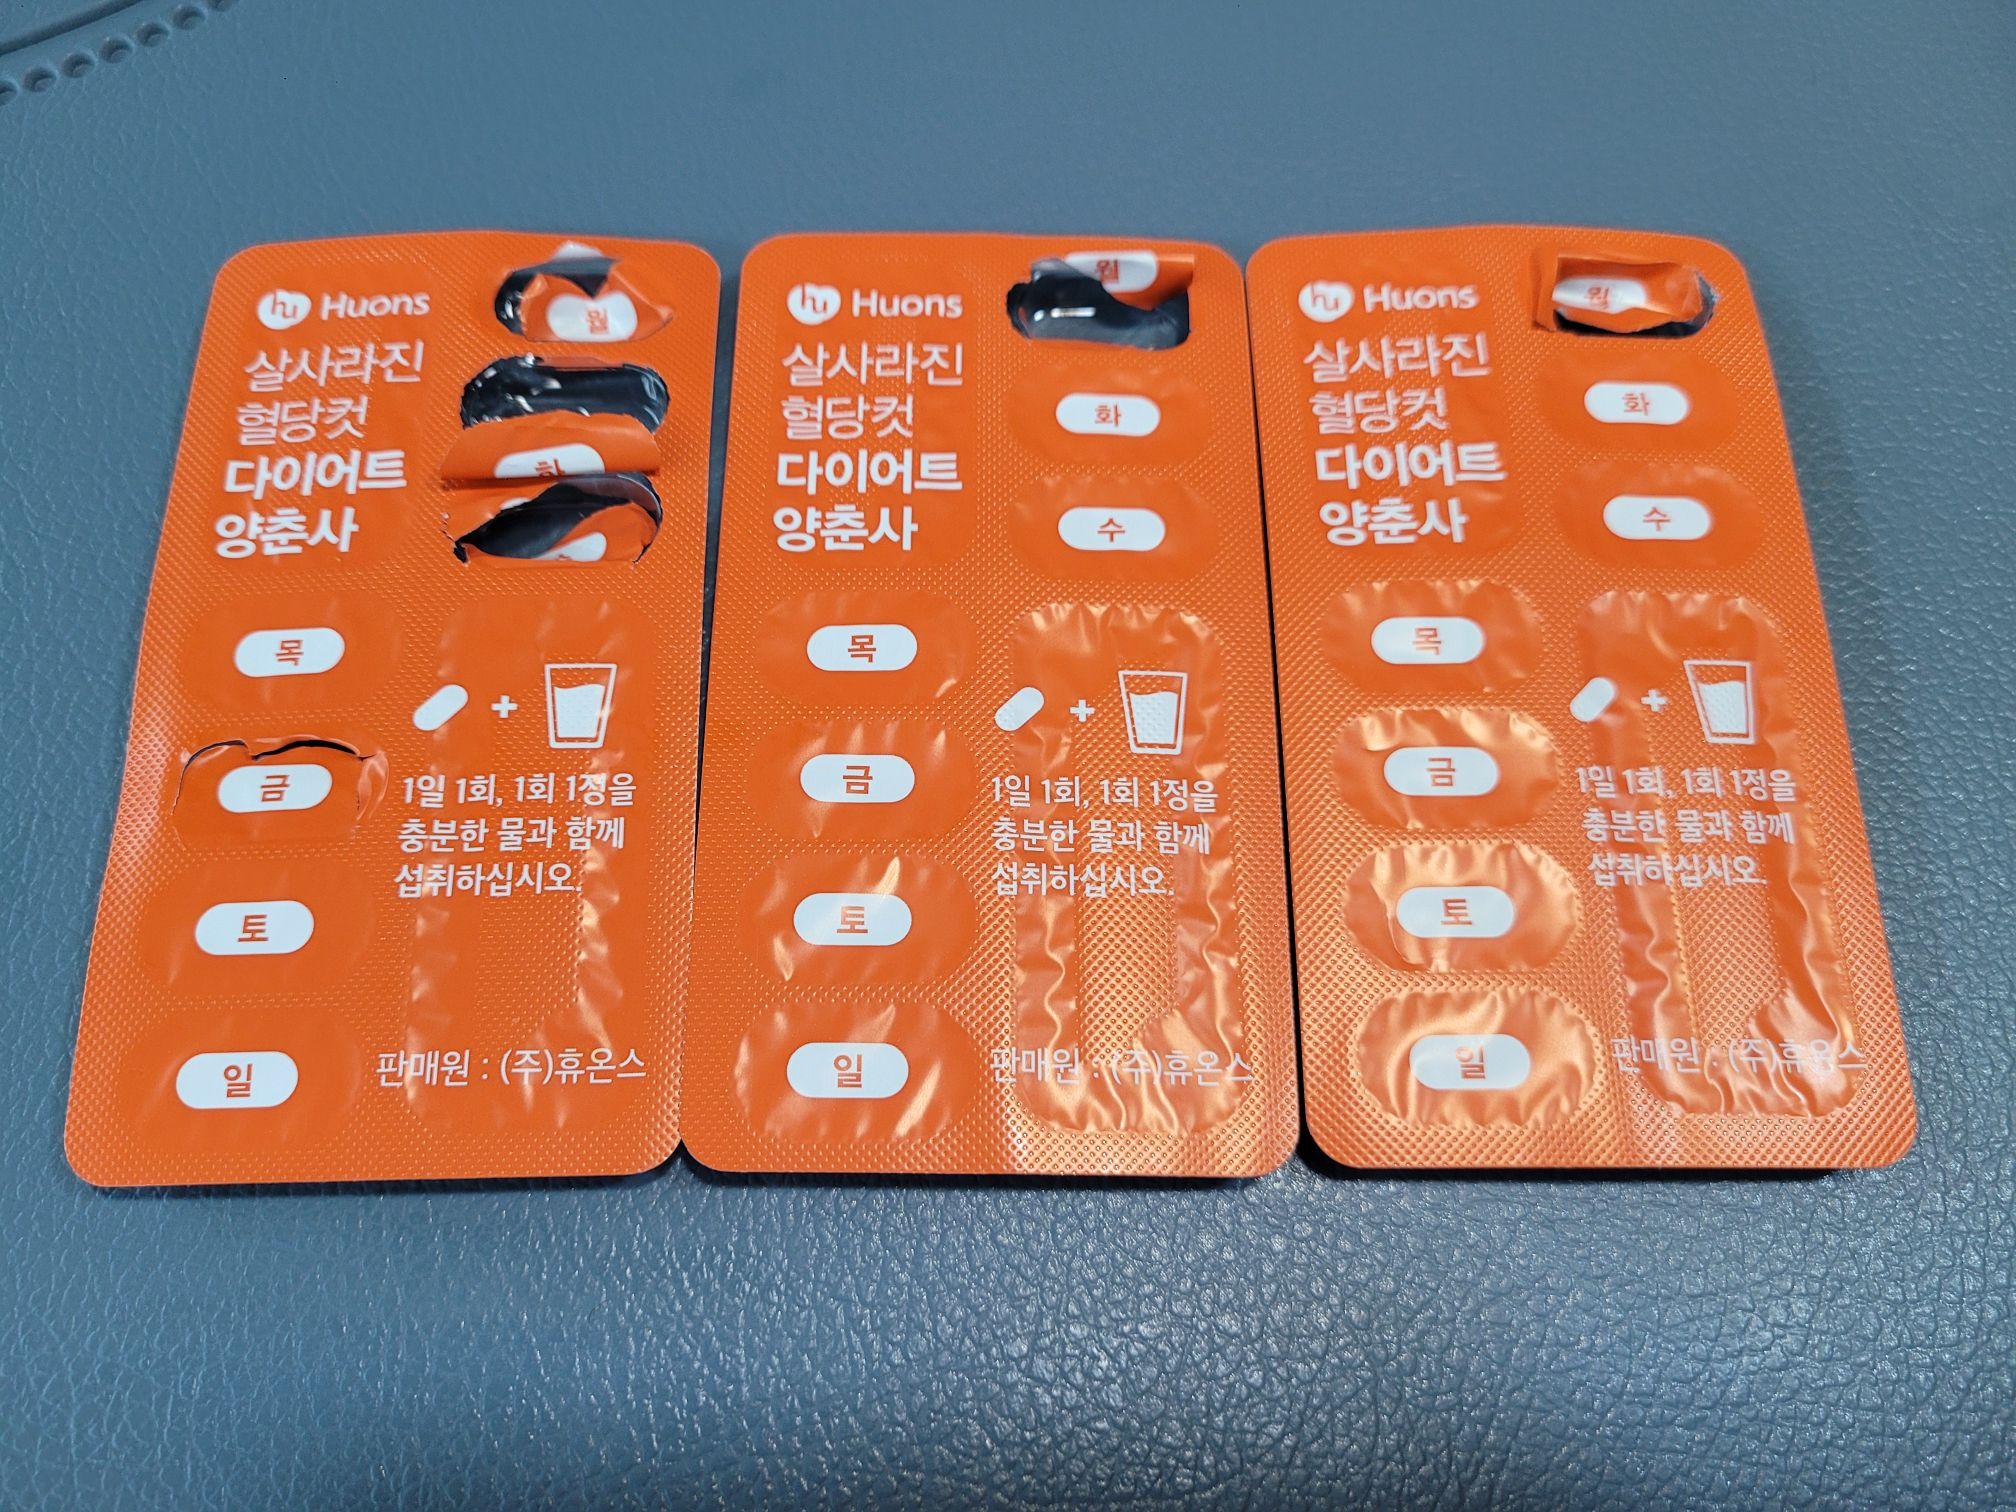 Huons
살사라진
혈당컷
다이어트
양춘사
월
화
수
목
금
토
일
1일 1회, 1회 1정을
충분한 물과 함께
섭취하십시오.
판매원 : (주)휴온스
Huons
살사라진
혈당컷
다이어트
양춘사
월
화
수
목
금
토
일
1일 1회, 1회 1정을
충분한 물과 함께
섭취하십시오.
판매원 : (주)휴온스
Huons
살사라진
혈당컷
다이어트
양춘사
월
화
수
목
금
토
일
1일 1회, 1회 1정을
충분한 물과 함께
섭취하십시오.
판매원 : (주)휴온스